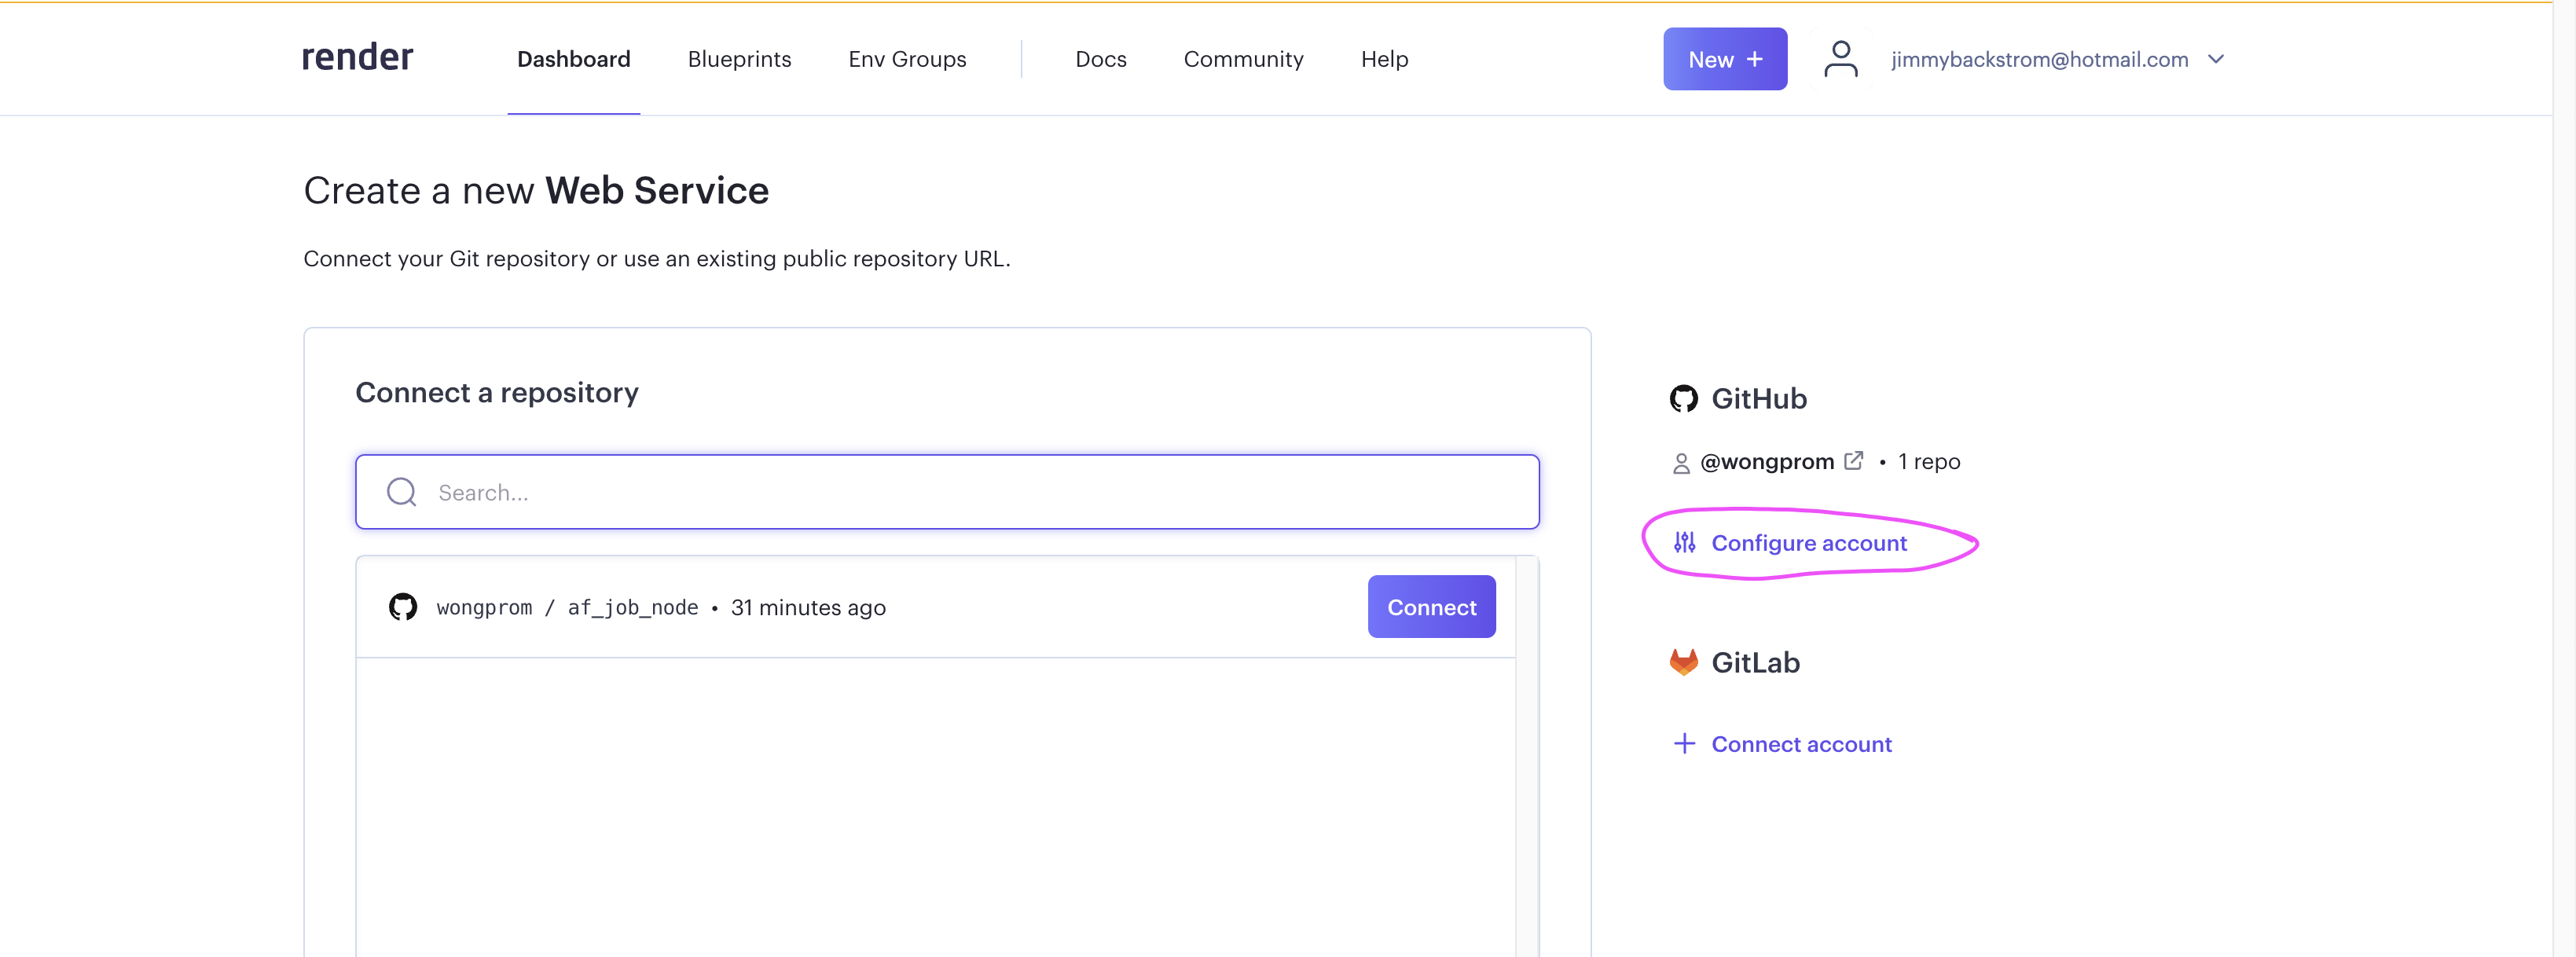 render Dashboard Blueprints Env Groups Docs Community Help New + jimmybackstrom@hotmail.com
Create a new Web Service
Connect your Git repository or use an existing public repository URL.
Connect a repository
Search...
wongprom / af_job_node • 31 minutes ago Connect
GitHub
@wongprom • 1 repo
Configure account
GitLab
Connect account